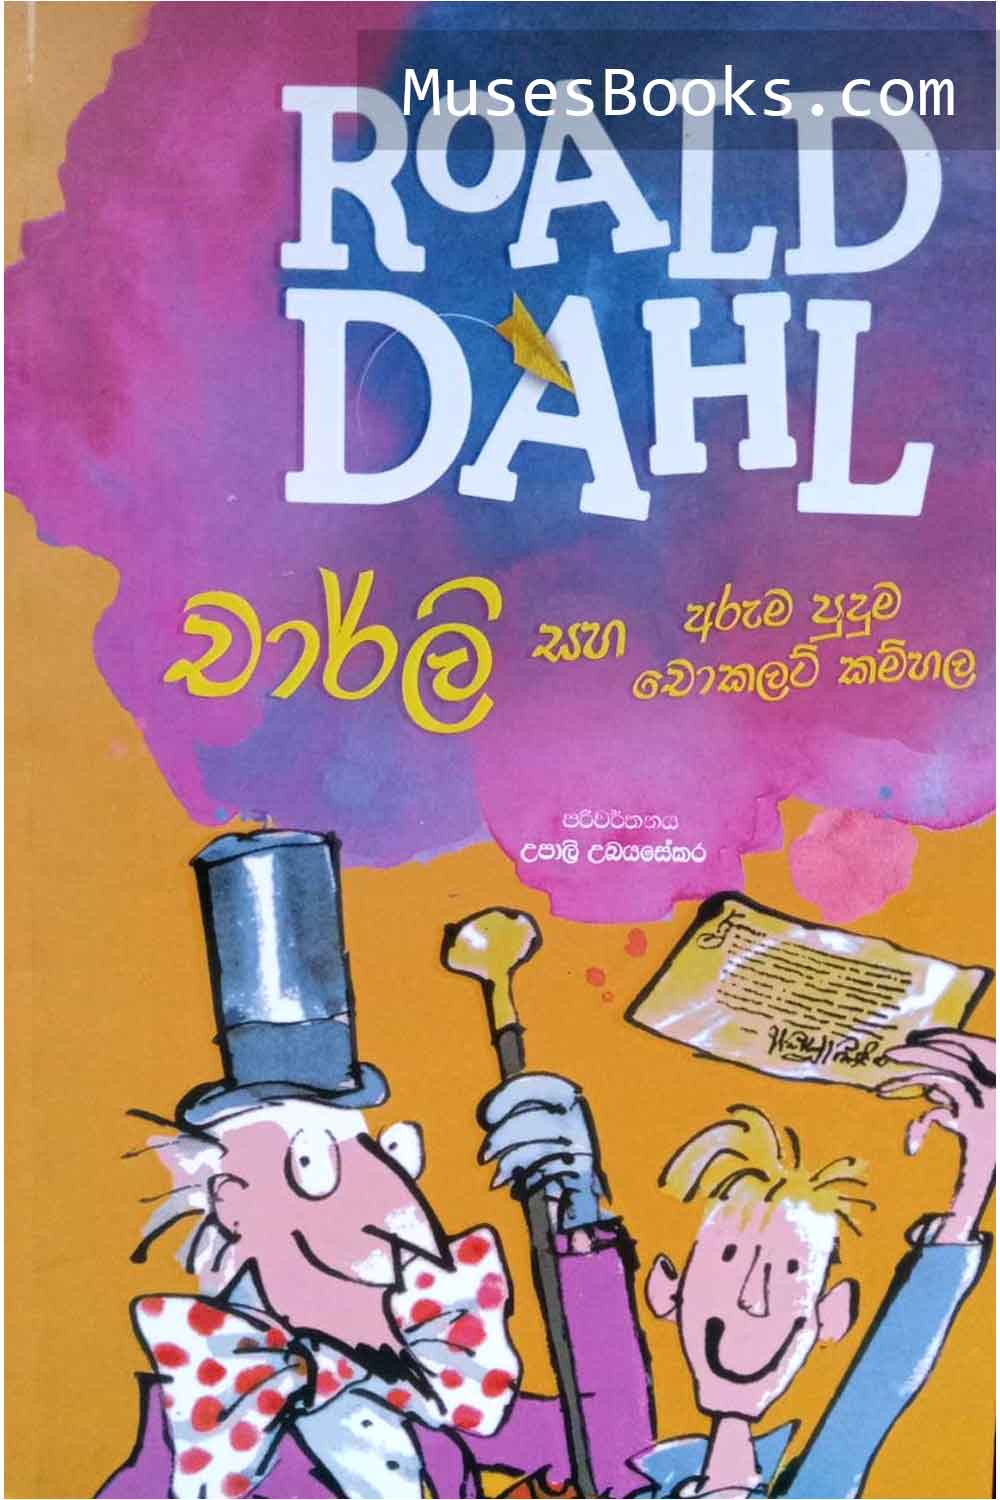 MusesBooks.com
ROALD
DAHL
චාර්ලි සහ අරුම පුදුම
චොකලට් කම්හල
පරිවර්තනය
උපාලි උබයසේකර